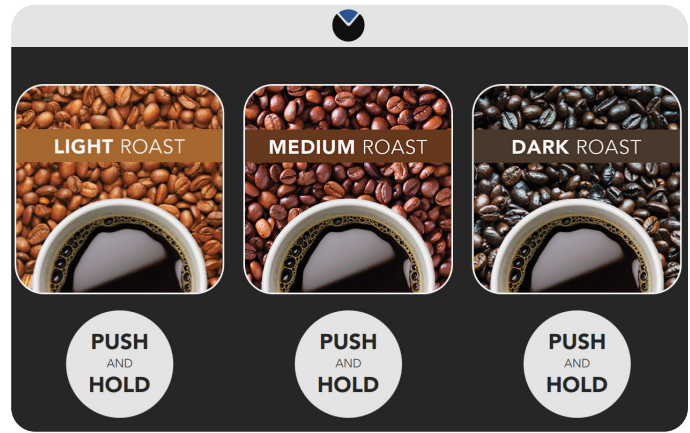 LIGHT ROAST
MEDIUM ROAST
DARK ROAST
PUSH
AND
HOLD
PUSH
AND
HOLD
PUSH
AND
HOLD